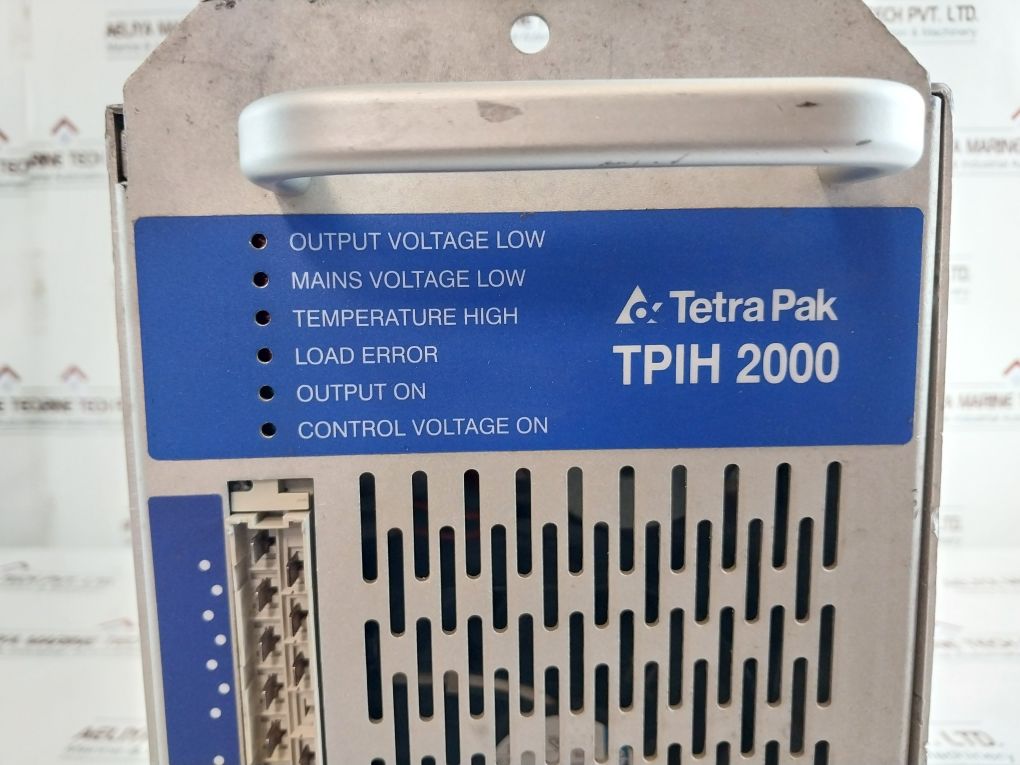 OUTPUT VOLTAGE LOW
MAINS VOLTAGE LOW
TEMPERATURE HIGH
LOAD ERROR
OUTPUT ON
CONTROL VOLTAGE ON
Tetra Pak
TPIH 2000